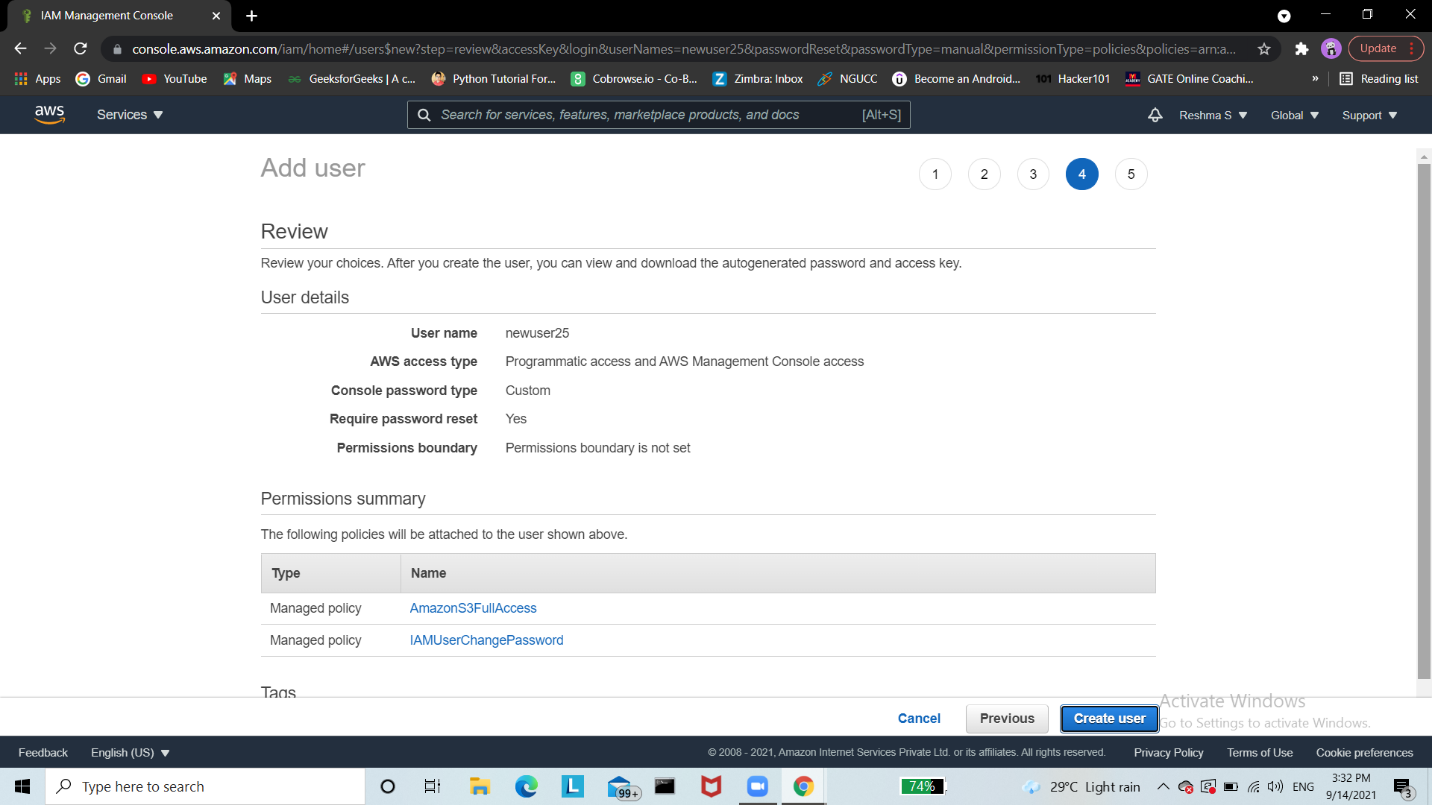 IAM Management Console
console.aws.amazon.com/iam/home#/users$new?step=review&accessKey&login&userNames=newuser25&passwordReset&passwordType=manual&permissionType=policies&policies=arn:a...
Update
Apps Gmail YouTube Maps GeeksforGeeks | A c... Python Tutorial For... Cobrowse.io - Co-B... Zimbra: Inbox NGUCC Become an Android... 101 Hacker101 GATE Online Coachi... » Reading list
aws Services Search for services, features, marketplace products, and docs [Alt+S] Reshma S Global Support
Add user 1 2 3 4 5
Review
Review your choices. After you create the user, you can view and download the autogenerated password and access key.
User details
User name newuser25
AWS access type Programmatic access and AWS Management Console access
Console password type Custom
Require password reset Yes
Permissions boundary Permissions boundary is not set
Permissions summary
The following policies will be attached to the user shown above.
Type Name
Managed policy AmazonS3FullAccess
Managed policy IAMUserChangePassword
Tags
Cancel Previous Create user
Activate Windows
Go to Settings to activate Windows.
Feedback English (US) © 2008 - 2021, Amazon Internet Services Private Ltd. or its affiliates. All rights reserved. Privacy Policy Terms of Use Cookie preferences
Type here to search L 99+ 74% 29°C Light rain ENG 3:32 PM
9/14/2021 3